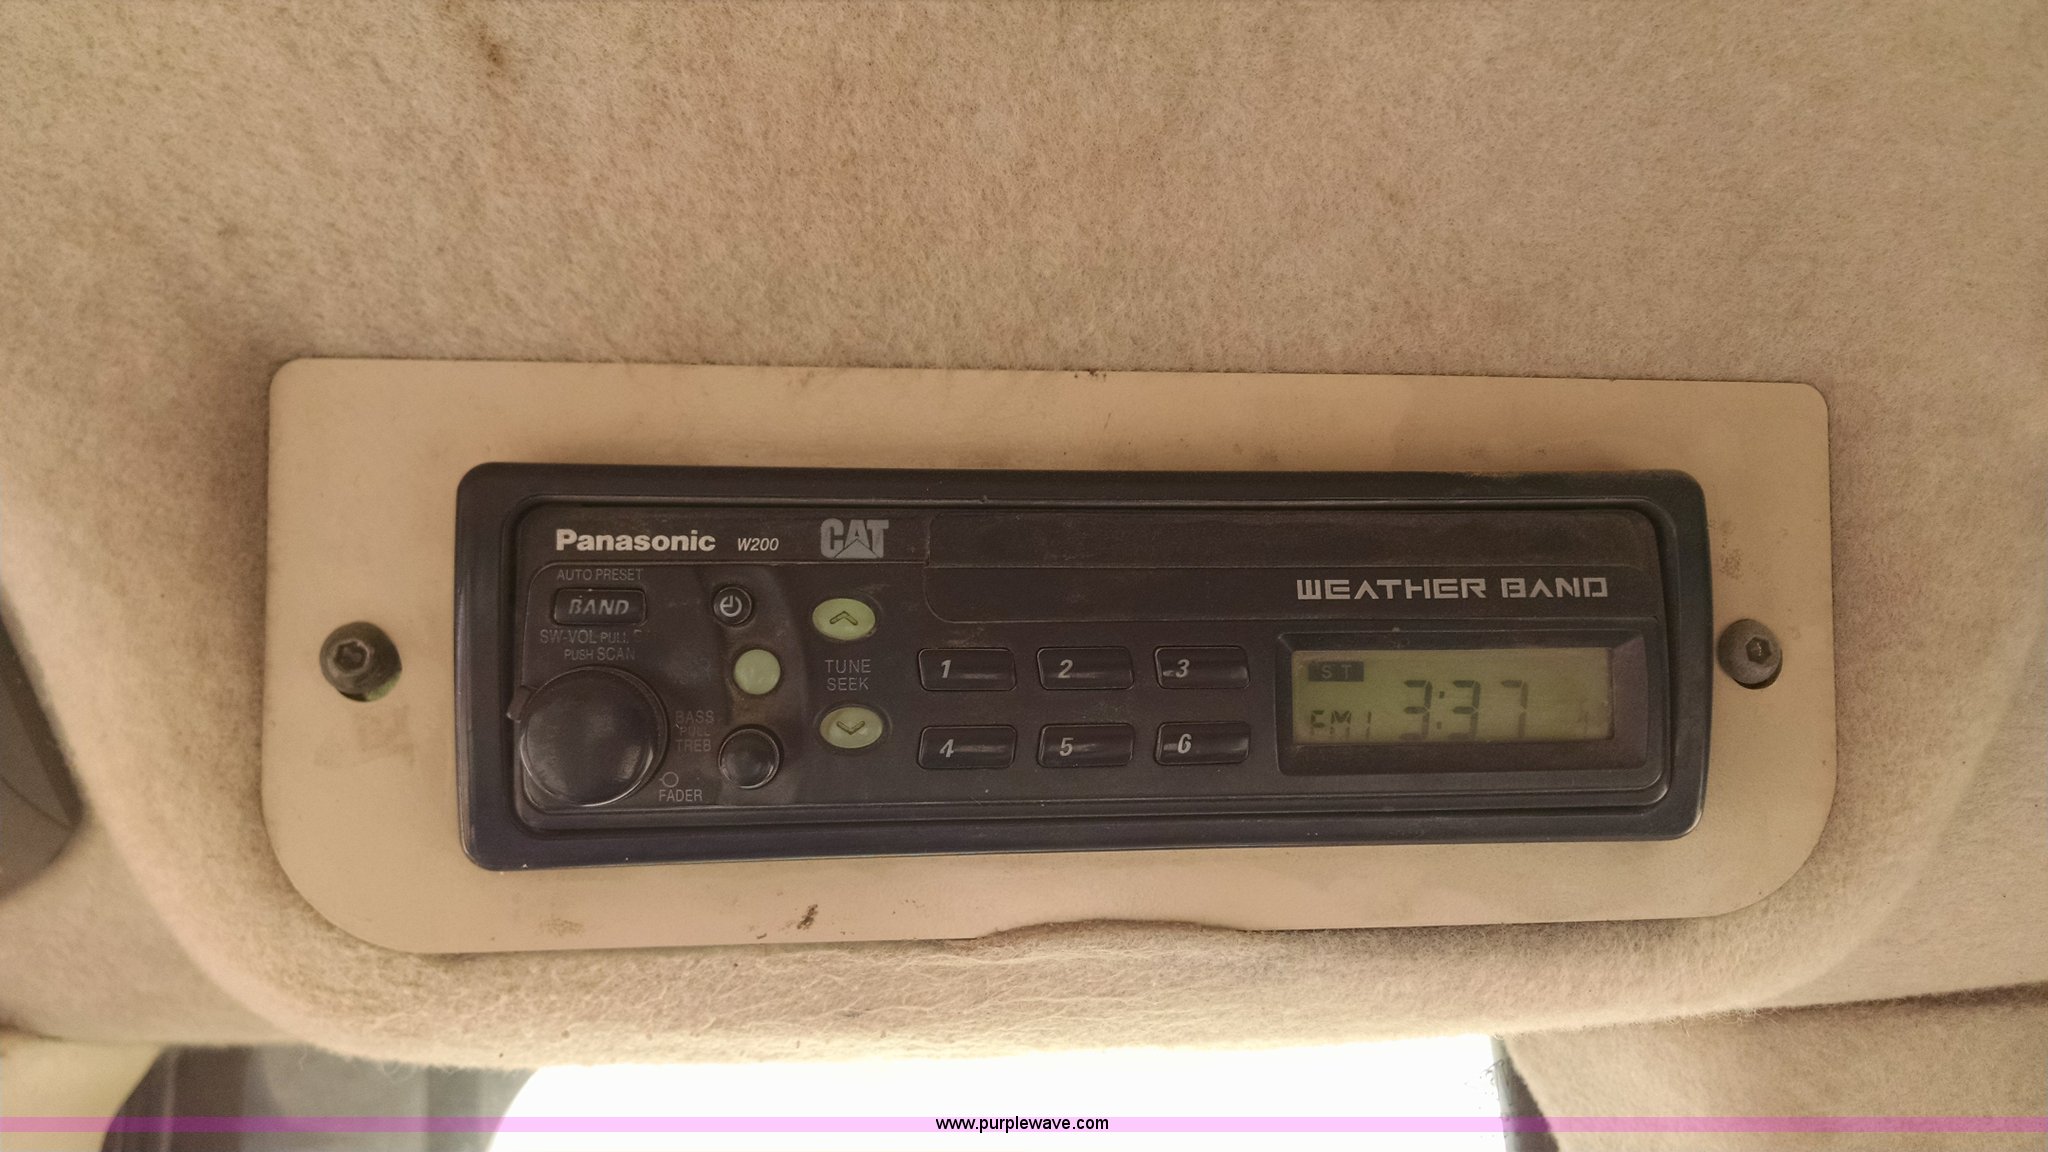 Panasonic W200 CAT
AUTO PRESET
BAND
WEATHER BAND
SW-VOL PULL
PUSH SCAN
TUNE
SEEK
1 2 3
ST
FM1 3:37
BASS
PULL
TREB
4 5 6
FADER
www.purplewave.com